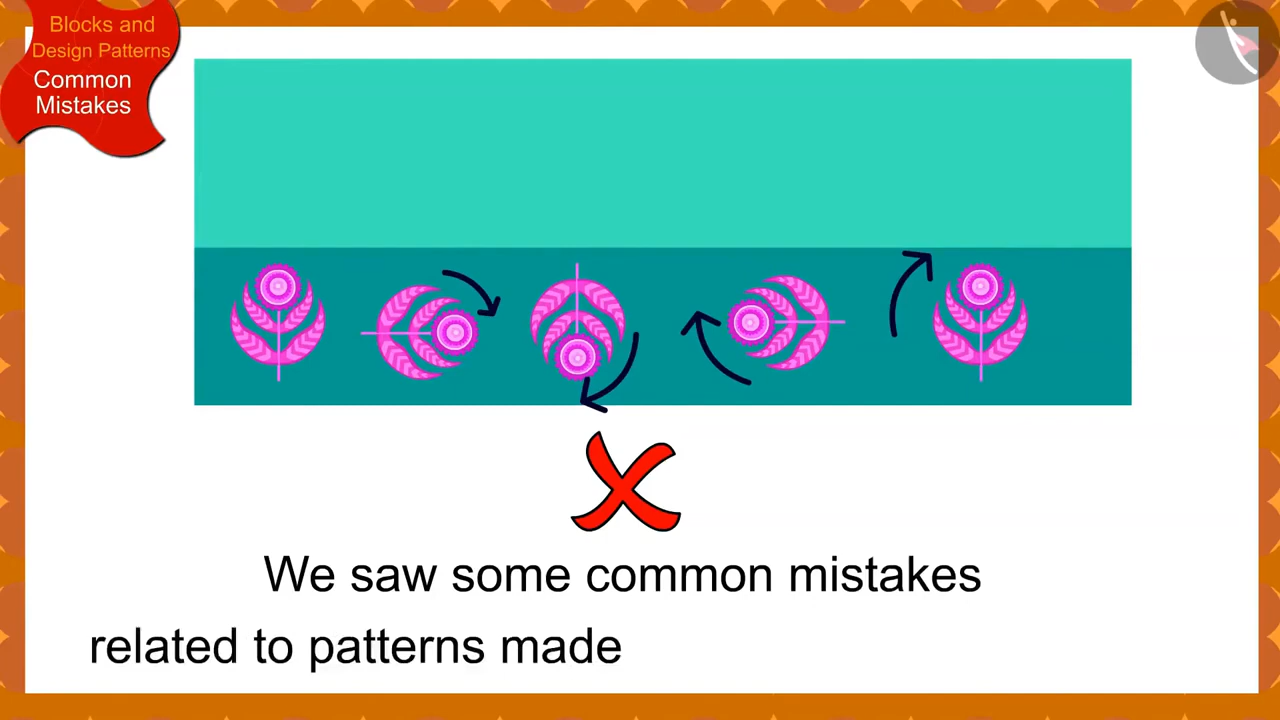 Blocks and
Design Patterns
Common
Mistakes
We saw some common mistakes
related to patterns made